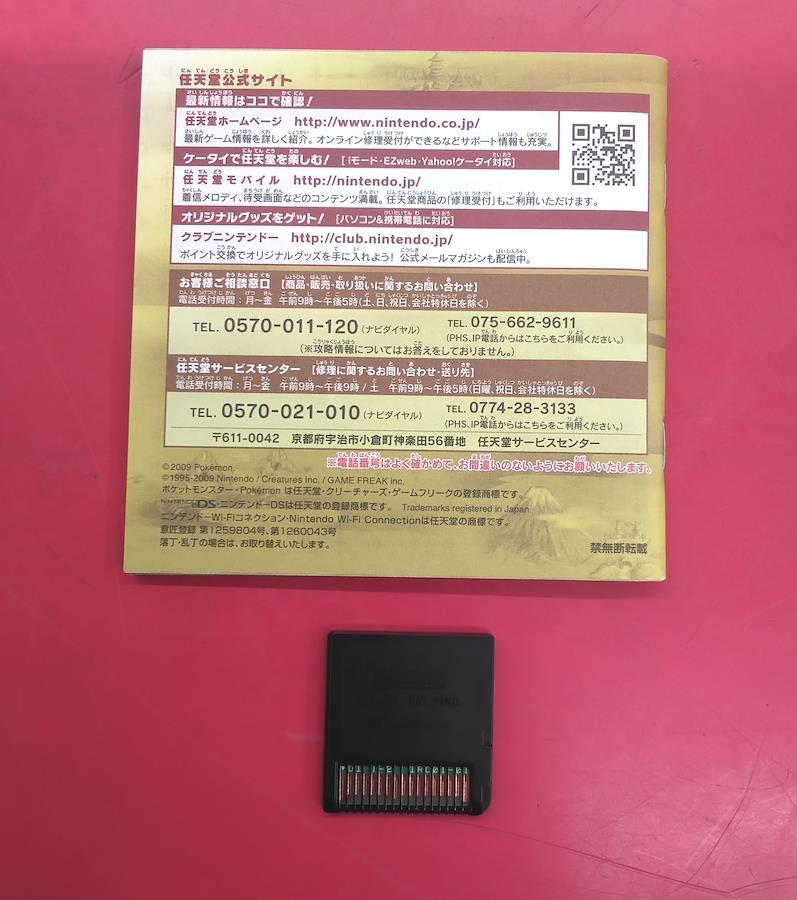 任天堂公式サイト
最新情報はココで確認!
任天堂ホームページ http://www.nintendo.co.jp/
最新ゲーム情報を詳しく紹介。オンライン修理受付ができるなどサポート情報も充実。
ケータイで任天堂を楽しむ! [iモード・EZweb・Yahoo!ケータイ対応]
任天堂モバイル http://nintendo.jp/
着信メロディ、待受画面などのコンテンツ満載。任天堂商品の「修理受付」もご利用いただけます。
オリジナルグッズをゲット! [パソコン&携帯電話に対応]
クラブニンテンドー http://club.nintendo.jp/
ポイント交換でオリジナルグッズを手に入れよう! 公式メールマガジンも配信中。
お客様ご相談窓口 【商品・販売・取り扱いに関するお問い合わせ】
電話受付時間:月~金 午前9時~午後5時(土、日、祝日、会社特休日を除く)
TEL. 0570-011-120 (ナビダイヤル) TEL. 075-662-9611
(PHS、IP電話からはこちらをご利用ください。)
(※攻略情報についてはお答えをしておりません。)
任天堂サービスセンター 【修理に関するお問い合わせ・送り先】
電話受付時間:月~金 午前9時~午後9時/土 午前9時~午後5時(日曜、祝日、会社特休日を除く)
TEL. 0570-021-010 (ナビダイヤル) TEL. 0774-28-3133
(PHS、IP電話からはこちらをご利用ください。)
〒611-0042 京都府宇治市小倉町神楽田56番地 任天堂サービスセンター
※電話番号はよく確かめて、お間違いのないようにお願いいたします。
©2009 Pokémon.
©1995-2009 Nintendo / Creatures Inc. / GAME FREAK inc.
ポケットモンスター・Pokémon は任天堂・クリーチャーズ・ゲームフリークの登録商標です。
NINTENDO DS・ニンテンドーDSは任天堂の登録商標です。 Trademarks registered in Japan.
ニンテンドーWi-Fiコネクション・Nintendo Wi-Fi Connectionは任天堂の商標です。
意匠登録 第1259804号、第1260043号
落丁・乱丁の場合は、お取り替えいたします。
禁無断転載
Nintendo